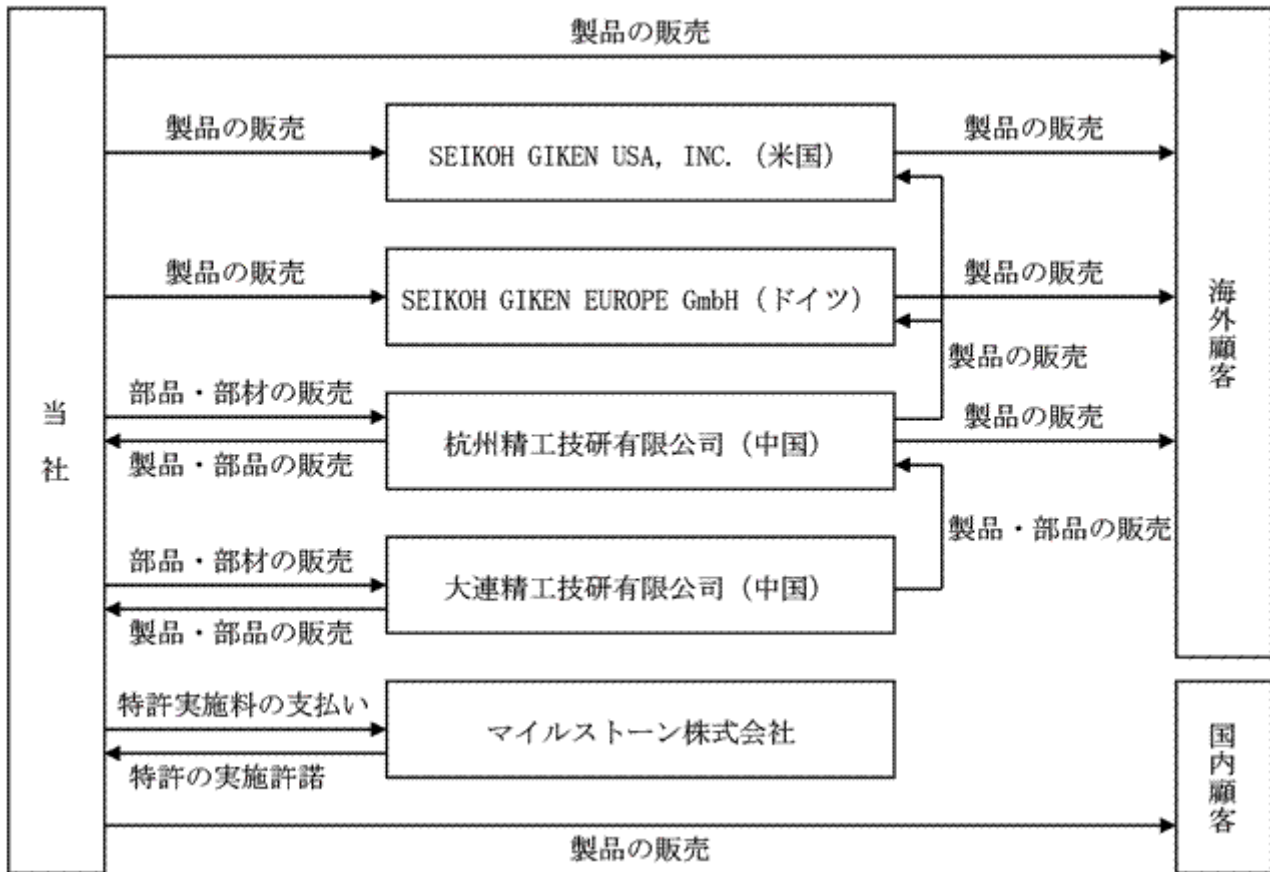 製品の販売
製品の販売
SEIKOH GIKEN USA, INC. (米国)
製品の販売
製品の販売
SEIKOH GIKEN EUROPE GmbH (ドイツ)
製品の販売
海外顧客
製品の販売
当社
部品・部材の販売
杭州精工技研有限公司 (中国)
製品の販売
製品・部品の販売
製品・部品の販売
部品・部材の販売
大連精工技研有限公司 (中国)
製品・部品の販売
特許実施料の支払い
マイルストーン株式会社
特許の実施許諾
国内顧客
製品の販売